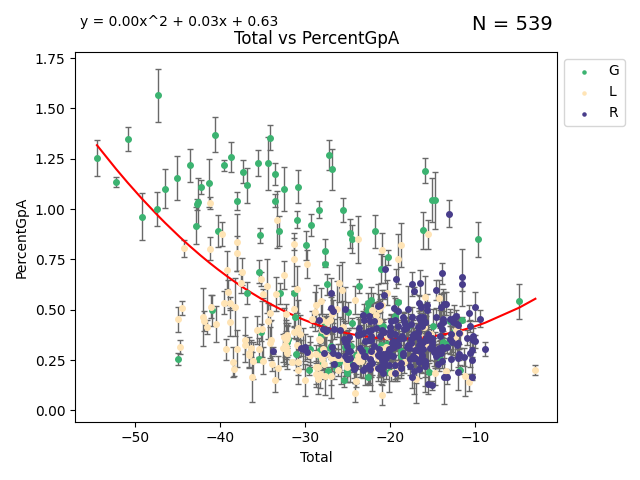 y = 0.00x^2 + 0.03x + 0.63
N = 539
Total vs PercentGpA
G
L
R
PercentGpA
1.75
1.50
1.25
1.00
0.75
0.50
0.25
0.00
−50
−40
−30
−20
−10
Total